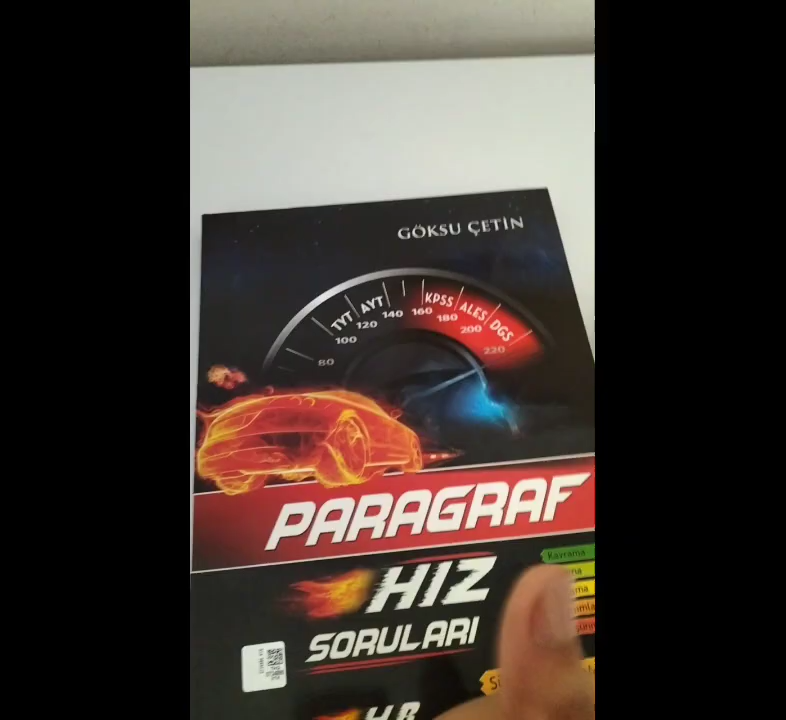 GÖKSU ÇETİN
TYT AYT KPSS ALES DGS
80 100 120 140 160 180 200 220
PARAGRAF
HIZ
SORULARI
Kavrama